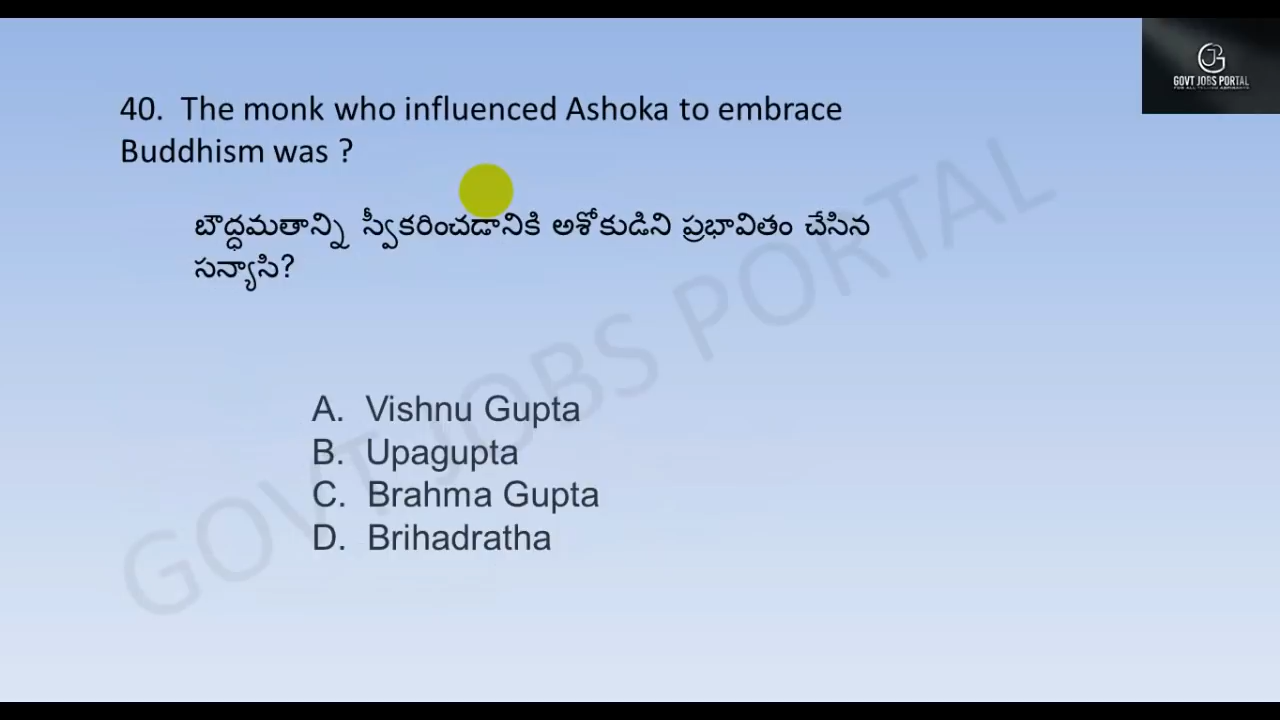 GOVT JOBS PORTAL
40. The monk who influenced Ashoka to embrace
Buddhism was ?
బౌద్ధమతాన్ని స్వీకరించడానికి అశోకుడిని ప్రభావితం చేసిన
సన్యాసి?
A. Vishnu Gupta
B. Upagupta
C. Brahma Gupta
D. Brihadratha
GOVT JOBS PORTAL